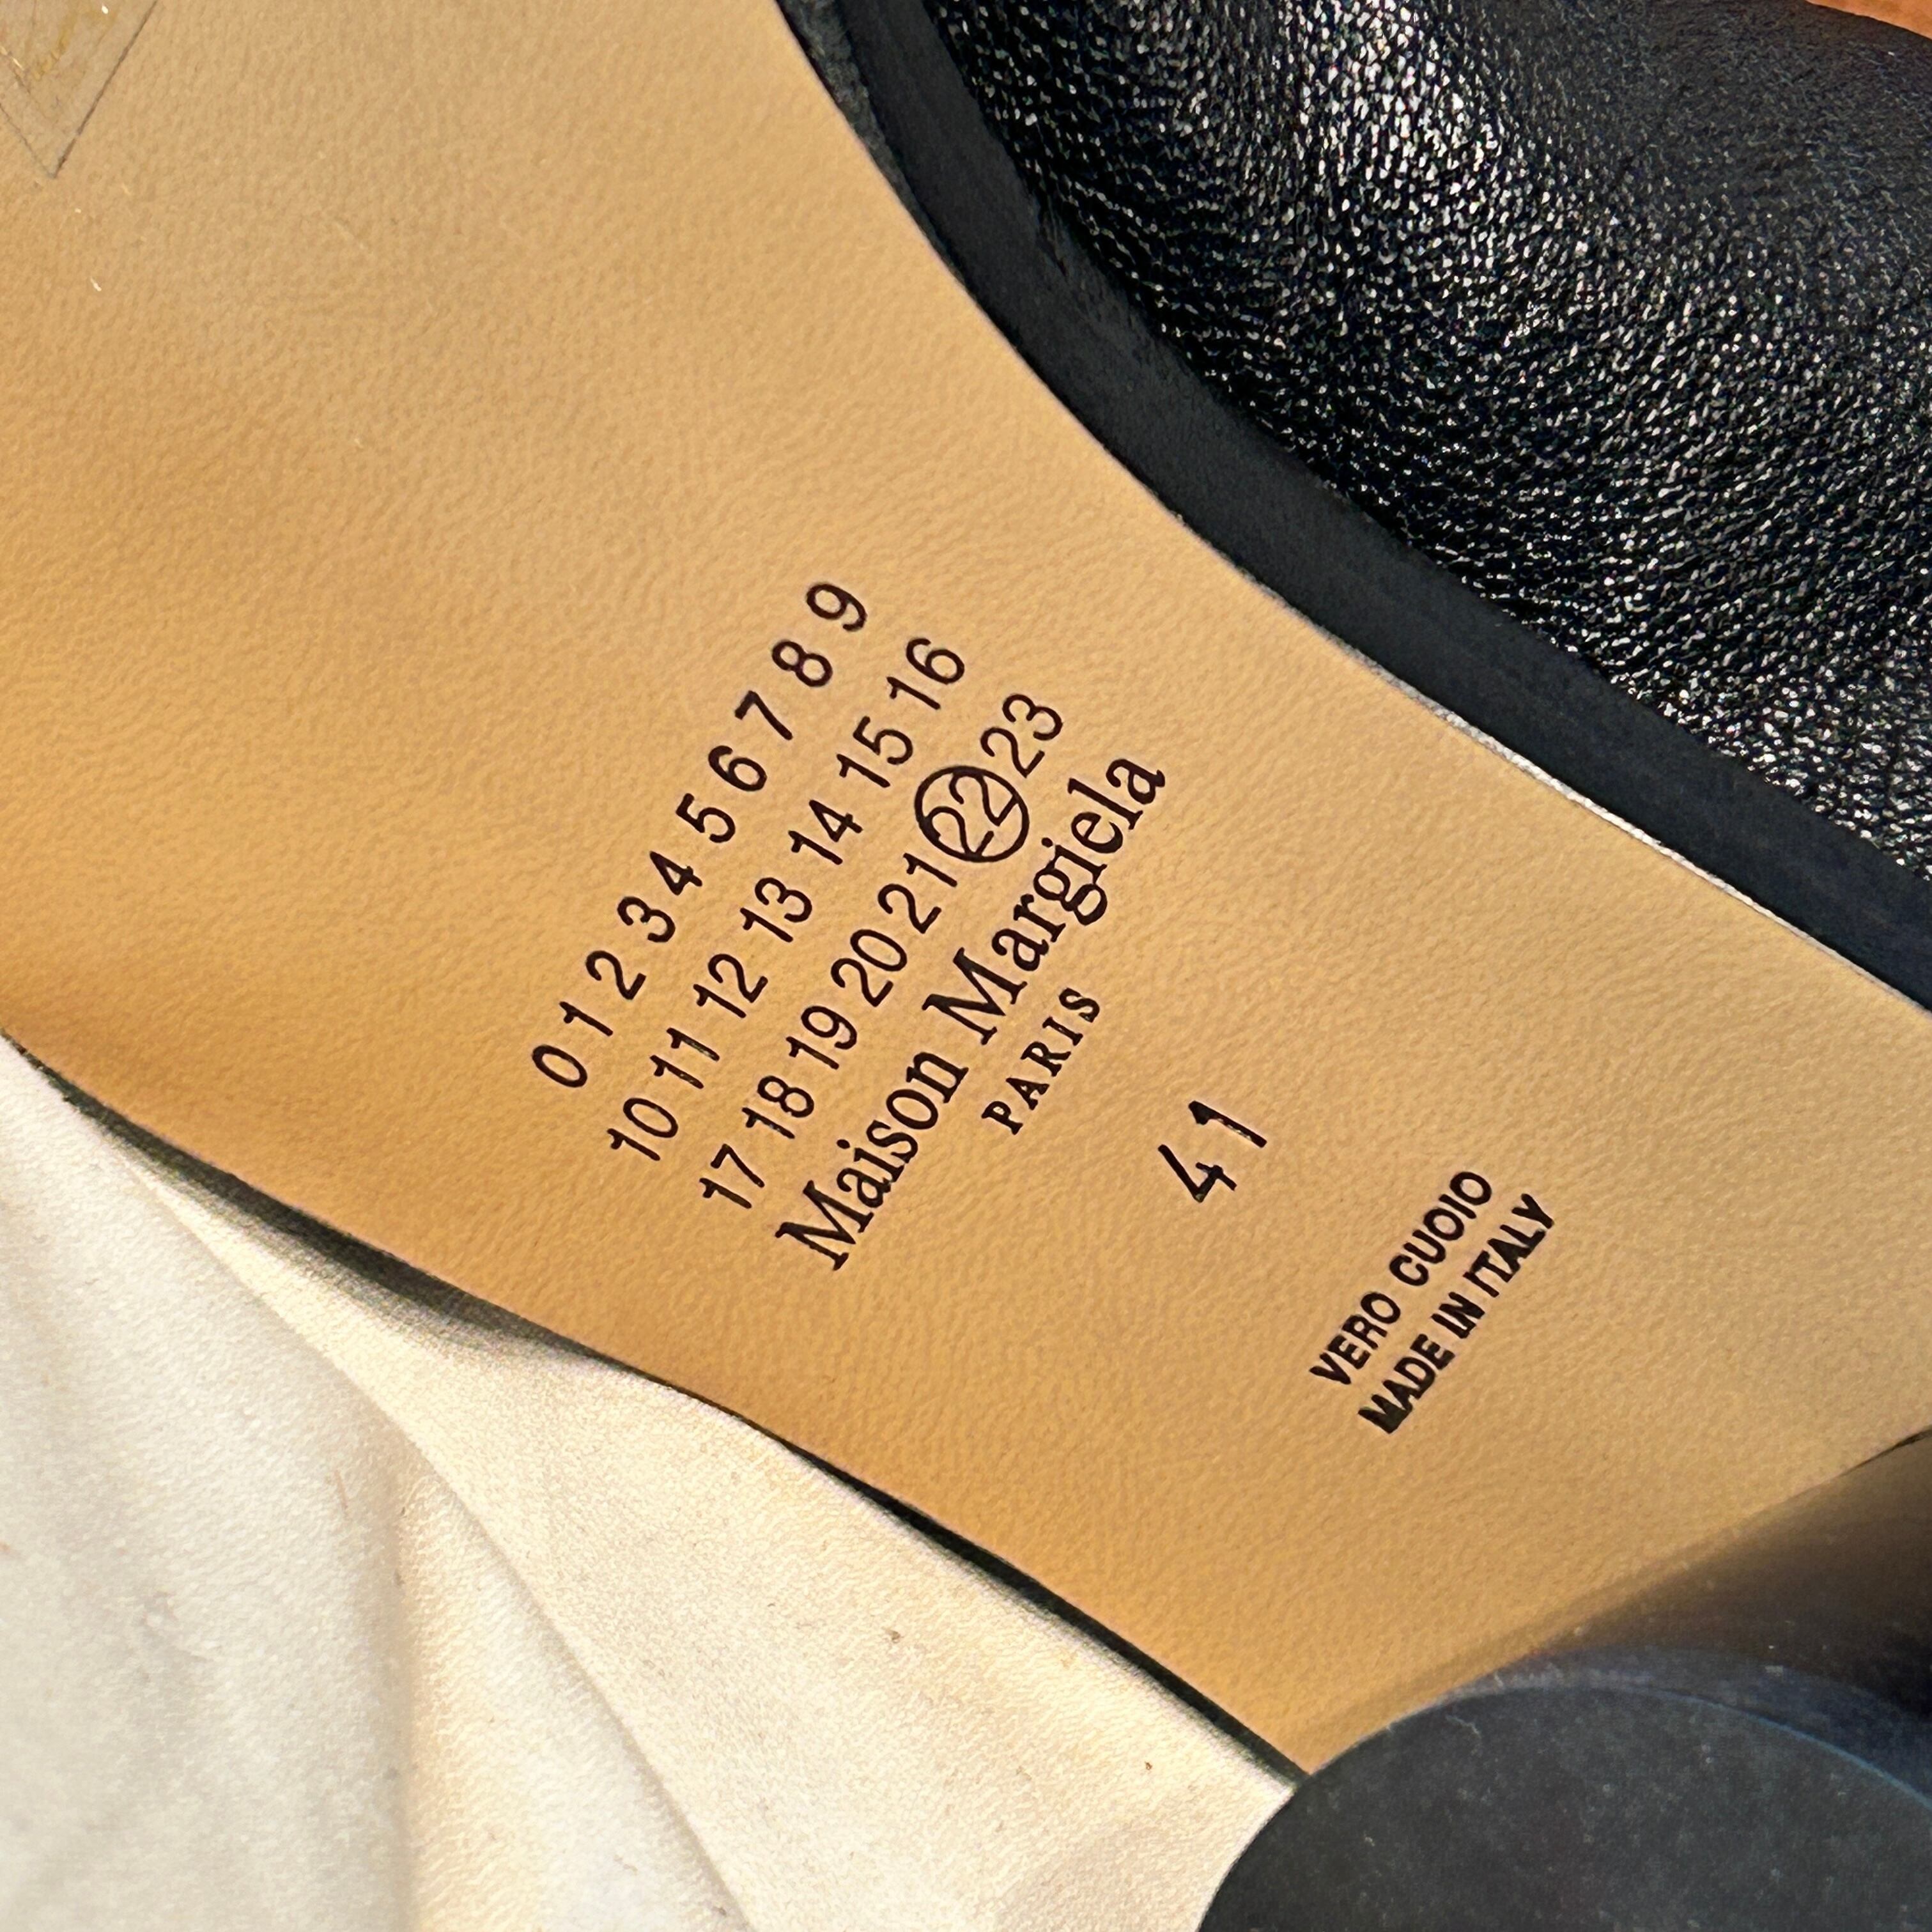 0 1 2 3 4 5 6 7 8 9
10 11 12 13 14 15 16
17 18 19 20 21 22 23
Maison Margiela
PARIS
41
VERO CUOIO
MADE IN ITALY